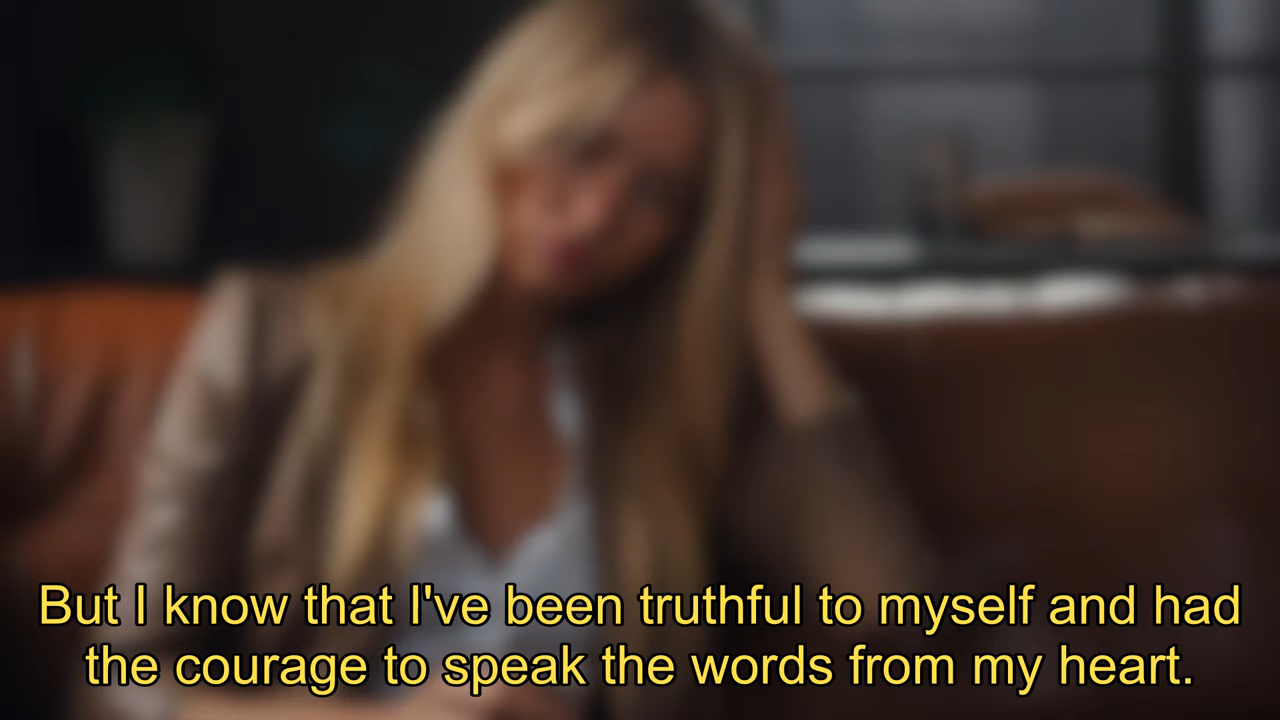 But I know that I've been truthful to myself and had
the courage to speak the words from my heart.